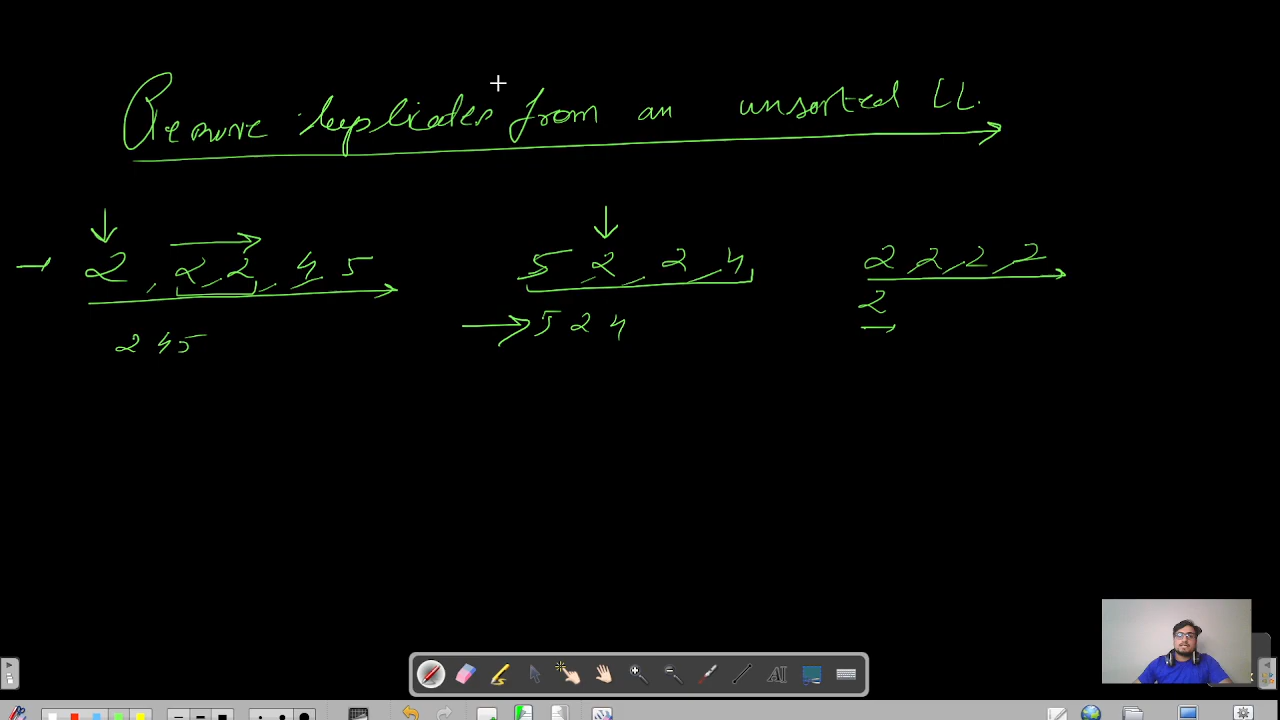 Remove duplicates from an unsorted LL.
2, 2, 2, 4, 5
5, 2, 2, 4
2, 2, 2, 2
2 4 5
5 2 4
2